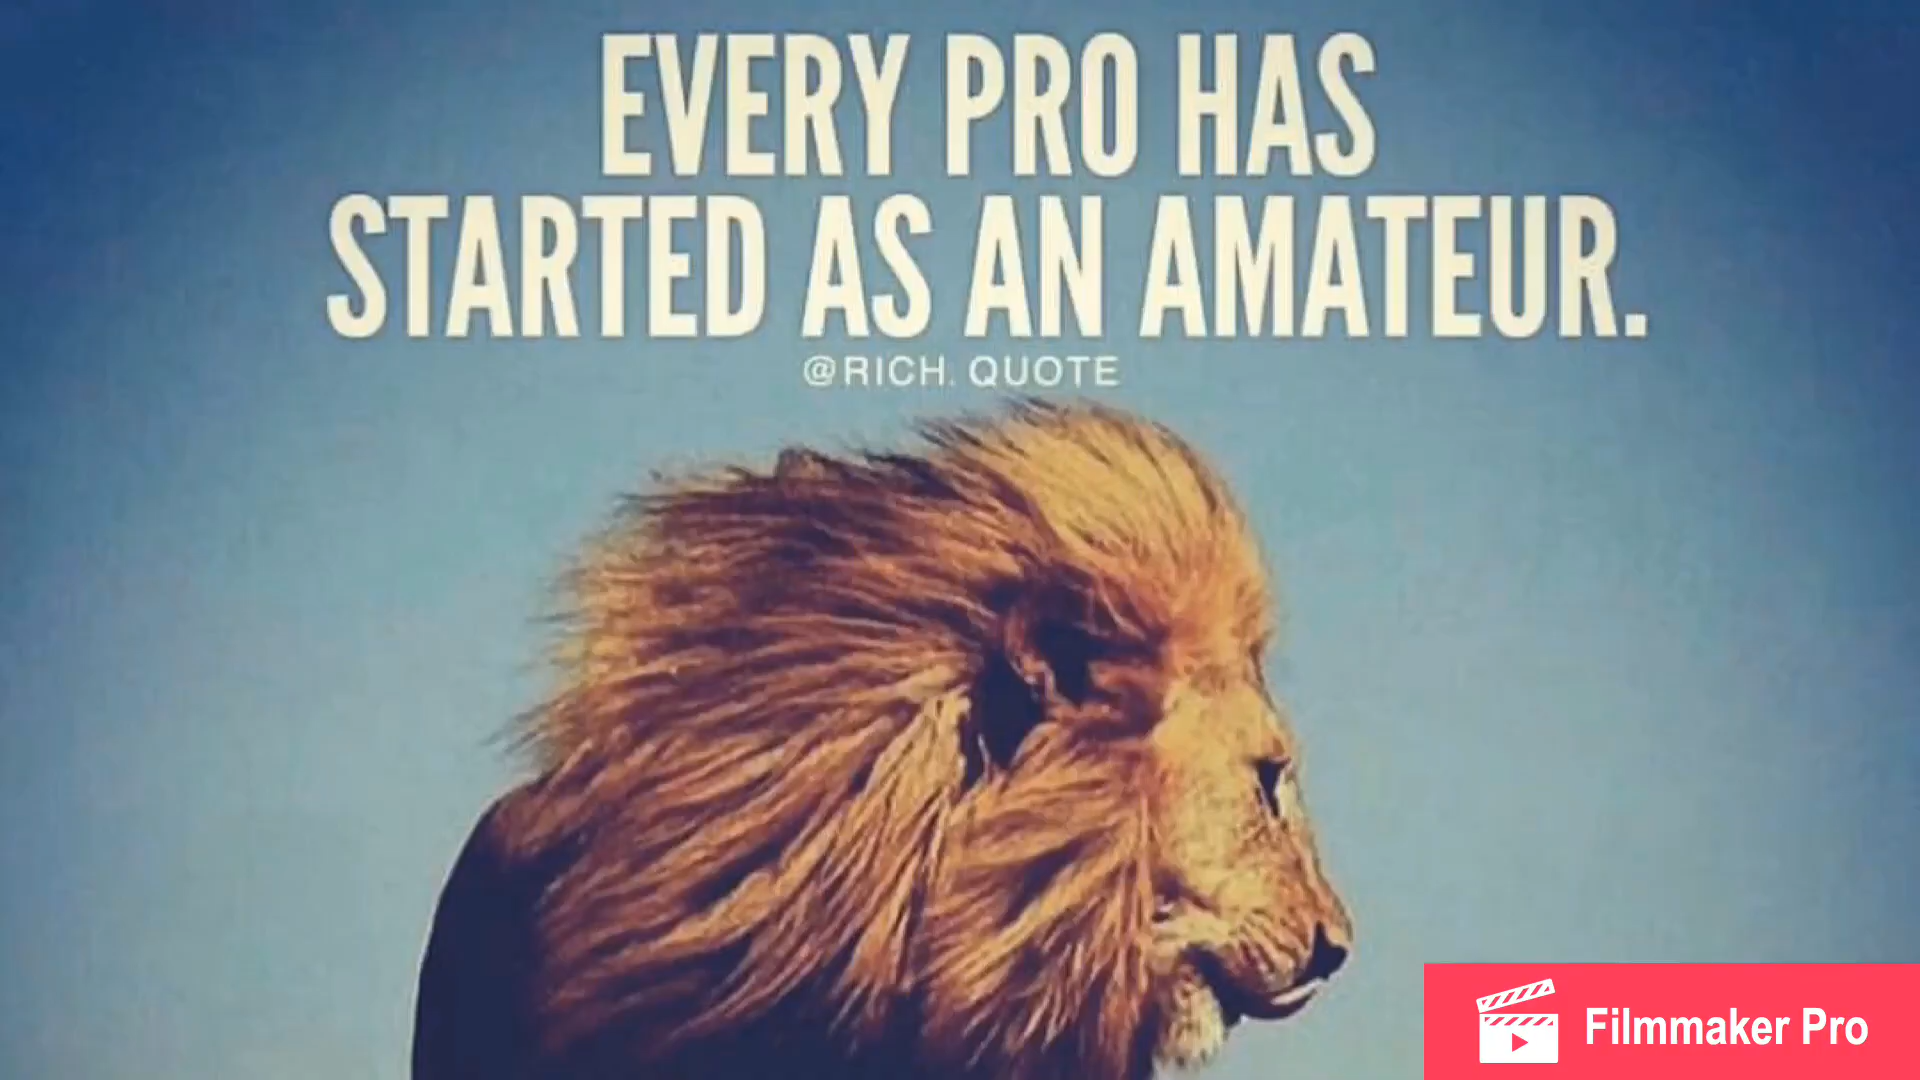 EVERY PRO HAS
STARTED AS AN AMATEUR.
@RICH. QUOTE
Filmmaker Pro